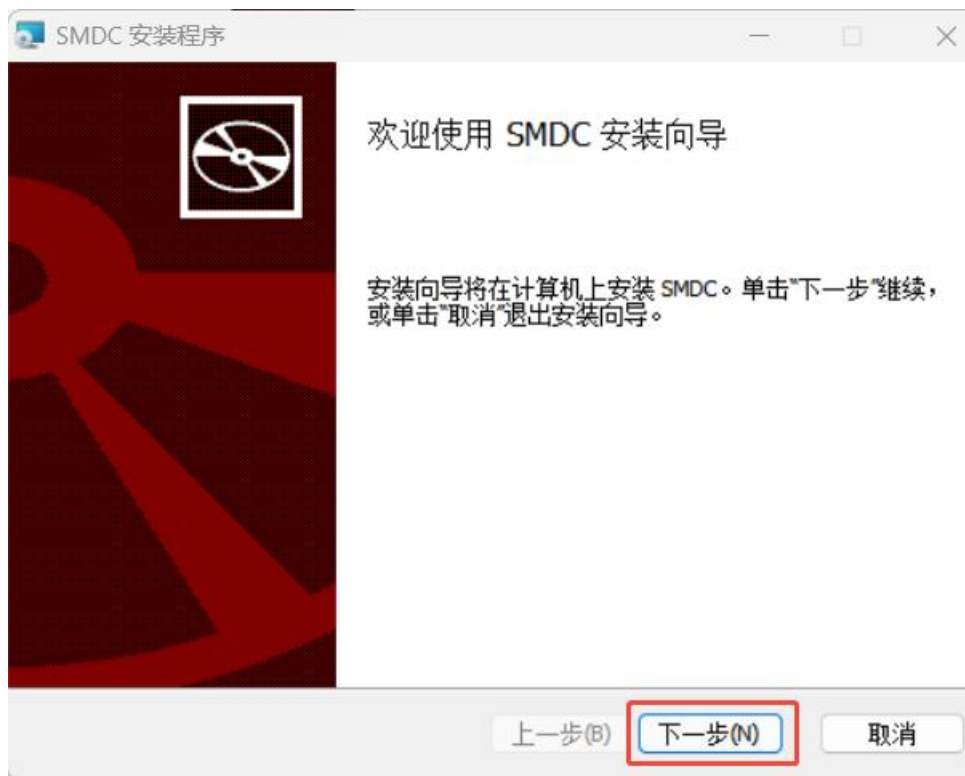 SMDC 安装程序
欢迎使用 SMDC 安装向导
安装向导将在计算机上安装 SMDC。单击"下一步"继续，
或单击"取消"退出安装向导。
上一步(B) 下一步(N) 取消